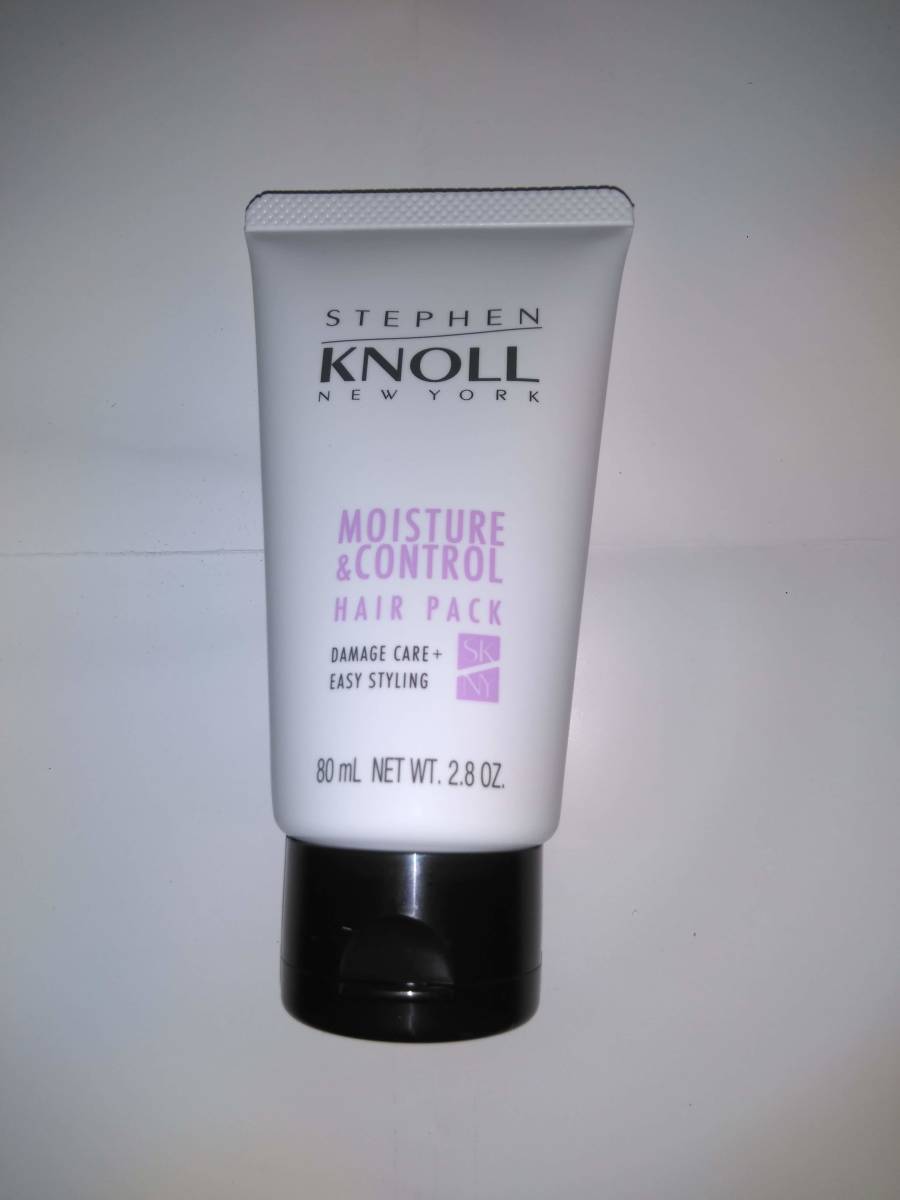 STEPHEN
KNOLL
NEW YORK
MOISTURE
&CONTROL
HAIR PACK
DAMAGE CARE+
EASY STYLING
SK
NY
80 mL NET WT. 2.8 OZ.